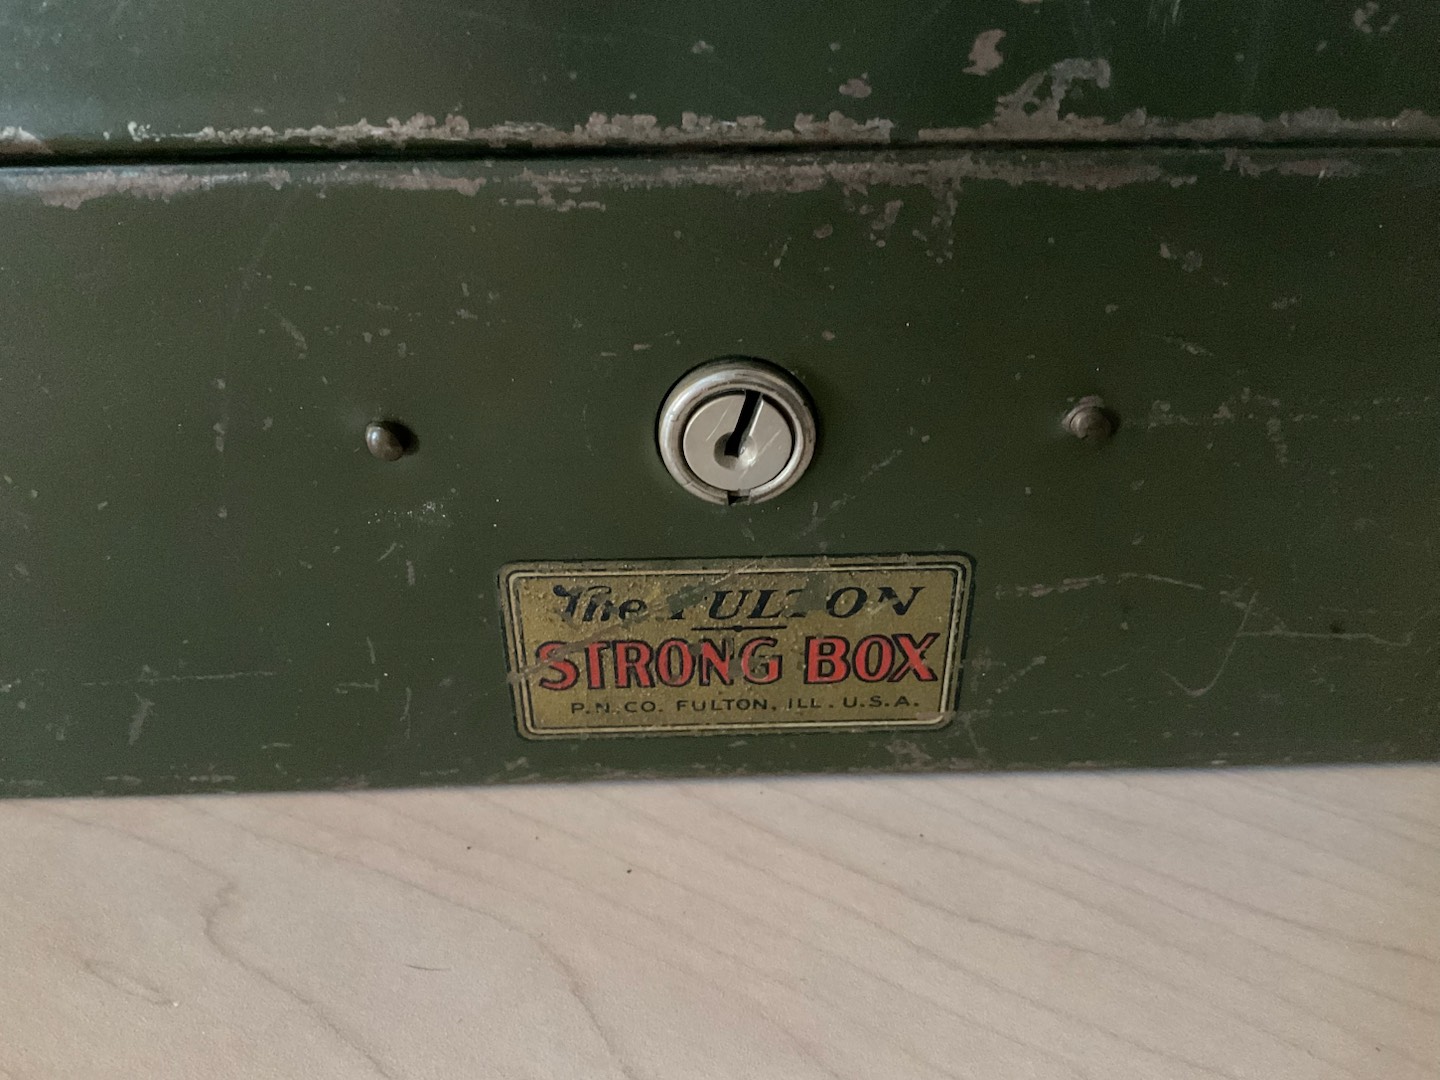 The FULTON
STRONG BOX
P.N.CO. FULTON, ILL. U.S.A.